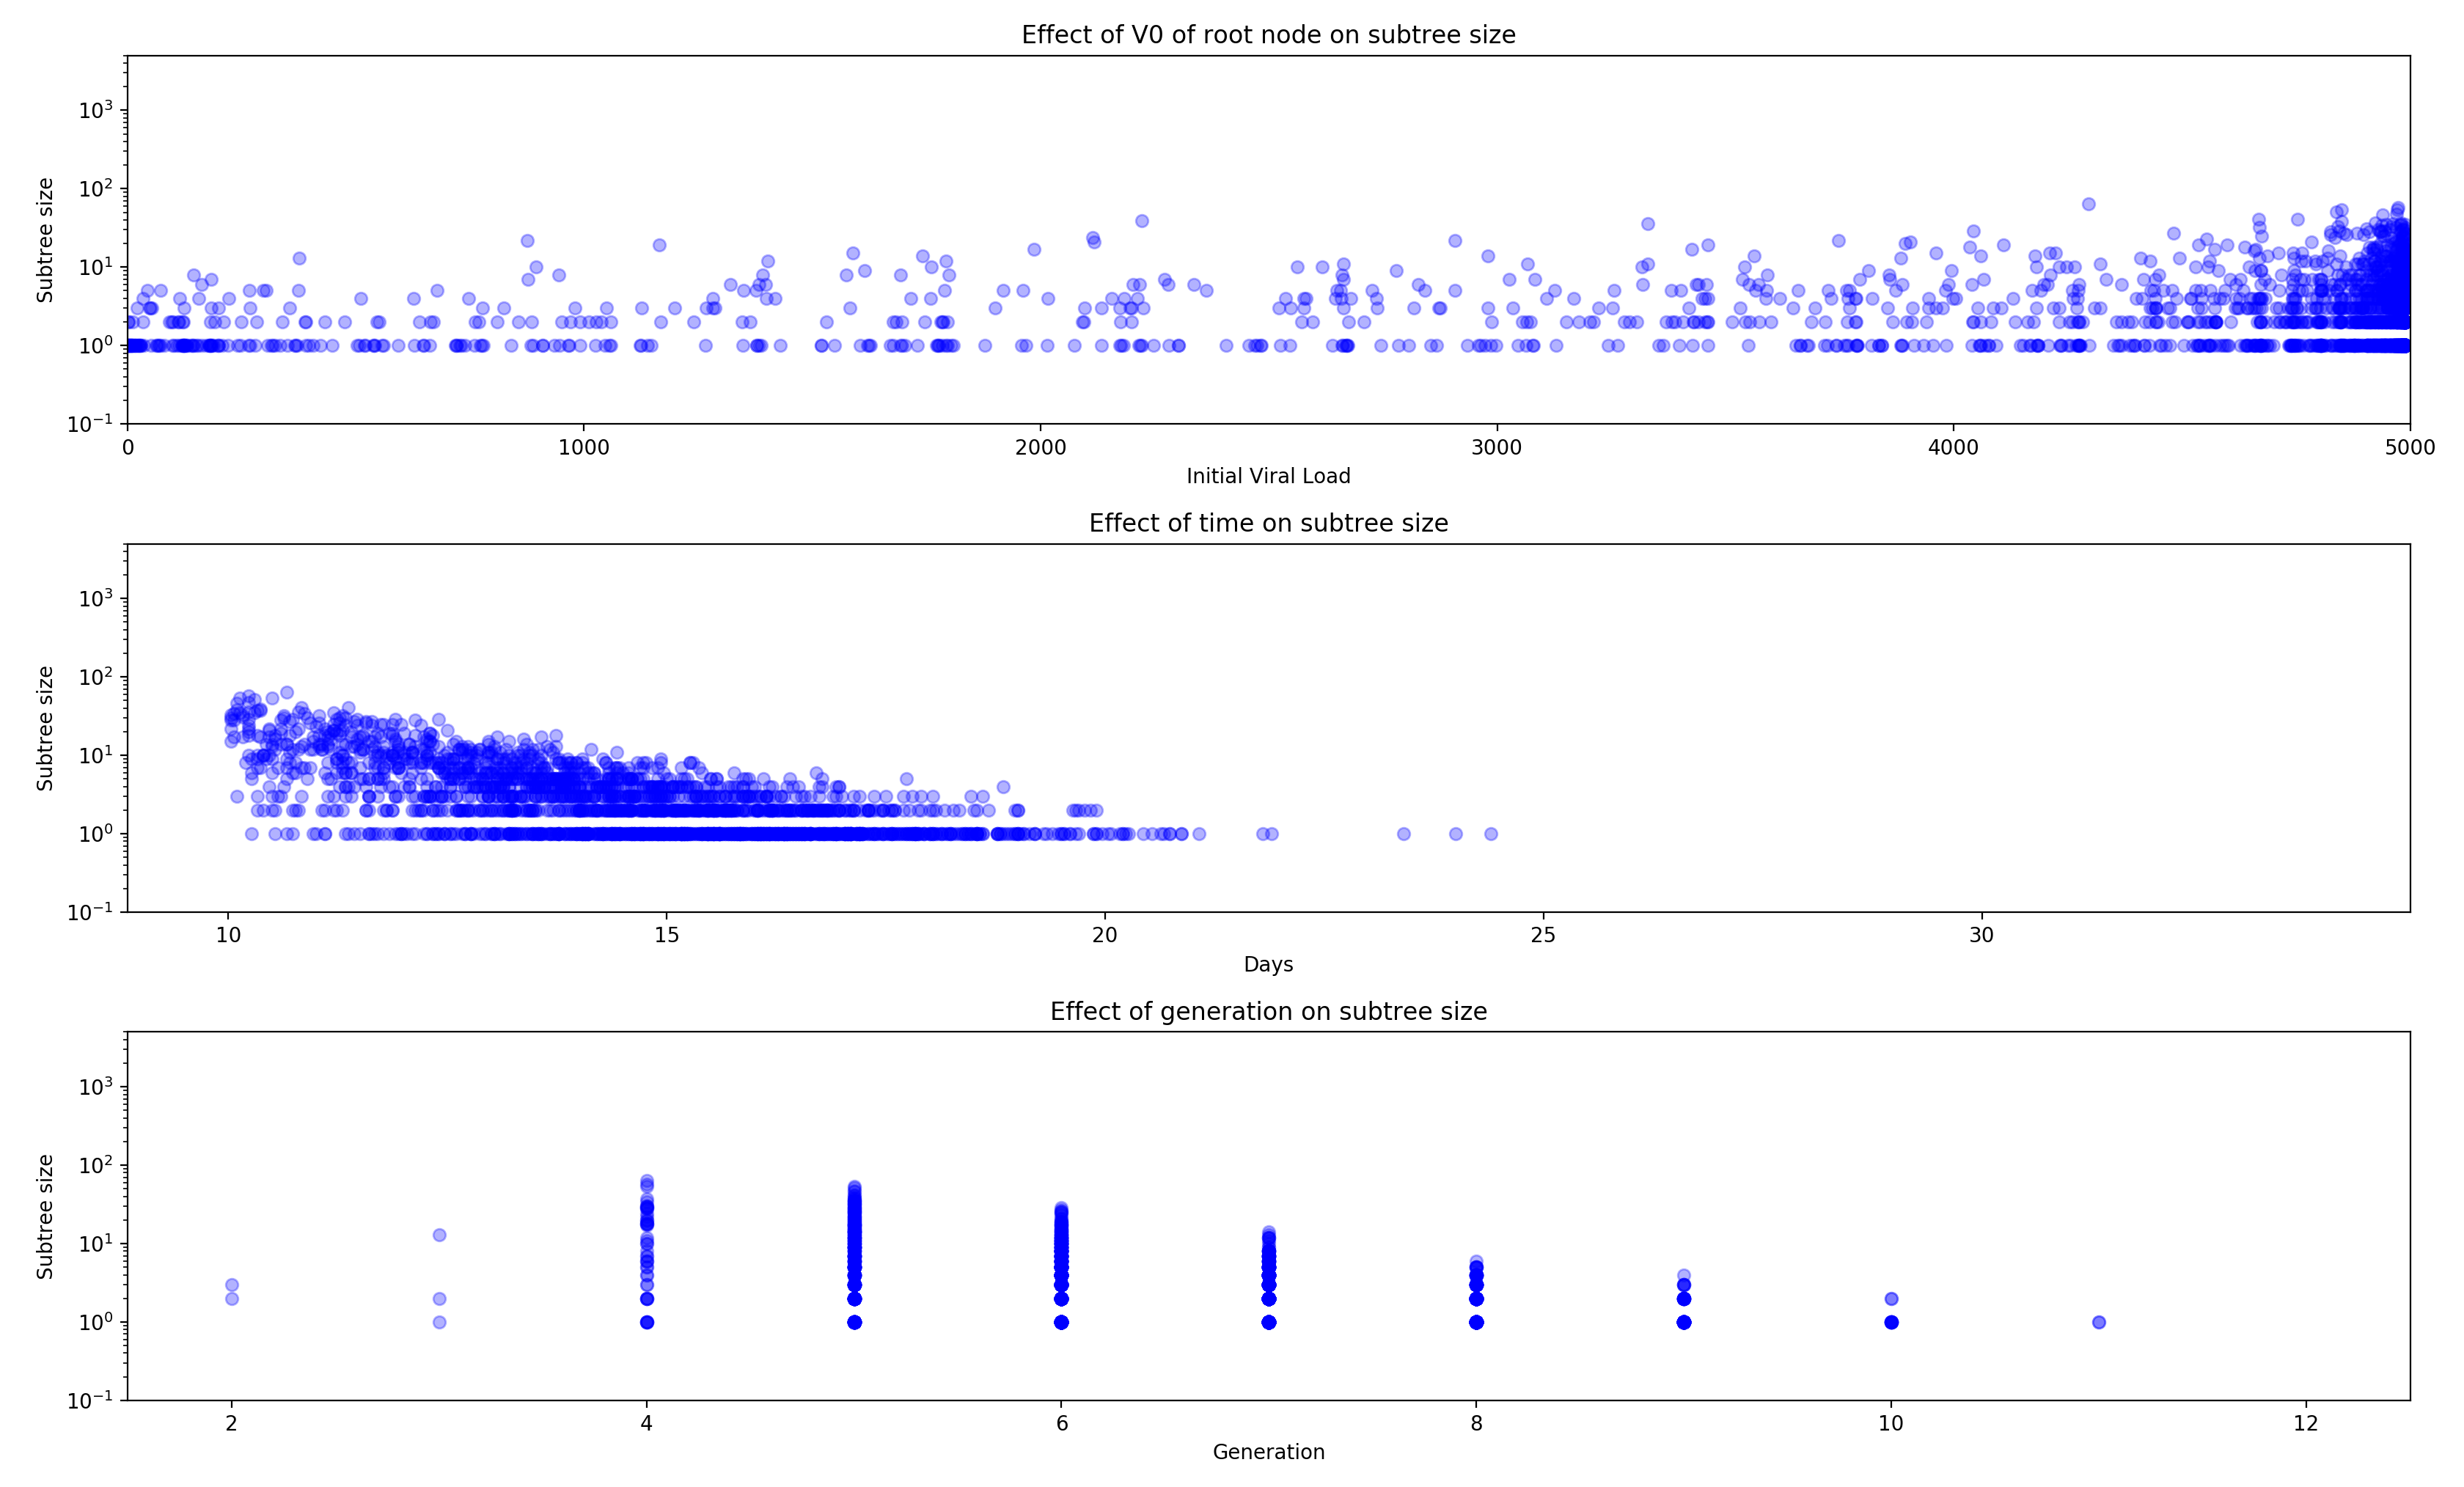 Effect of V0 of root node on subtree size
Subtree size
10³
10²
10¹
10⁰
10⁻¹
0 1000 2000 3000 4000 5000
Initial Viral Load
Effect of time on subtree size
Subtree size
10³
10²
10¹
10⁰
10⁻¹
10 15 20 25 30
Days
Effect of generation on subtree size
Subtree size
10³
10²
10¹
10⁰
10⁻¹
2 4 6 8 10 12
Generation